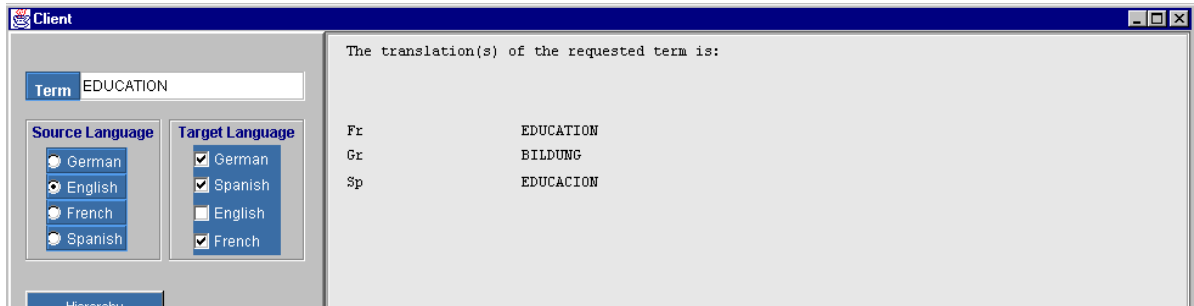 Client
Term EDUCATION
Source Language
German
English
French
Spanish
Target Language
German
Spanish
English
French
Hierarchy
The translation(s) of the requested term is:
Fr EDUCATION
Gr BILDUNG
Sp EDUCACION